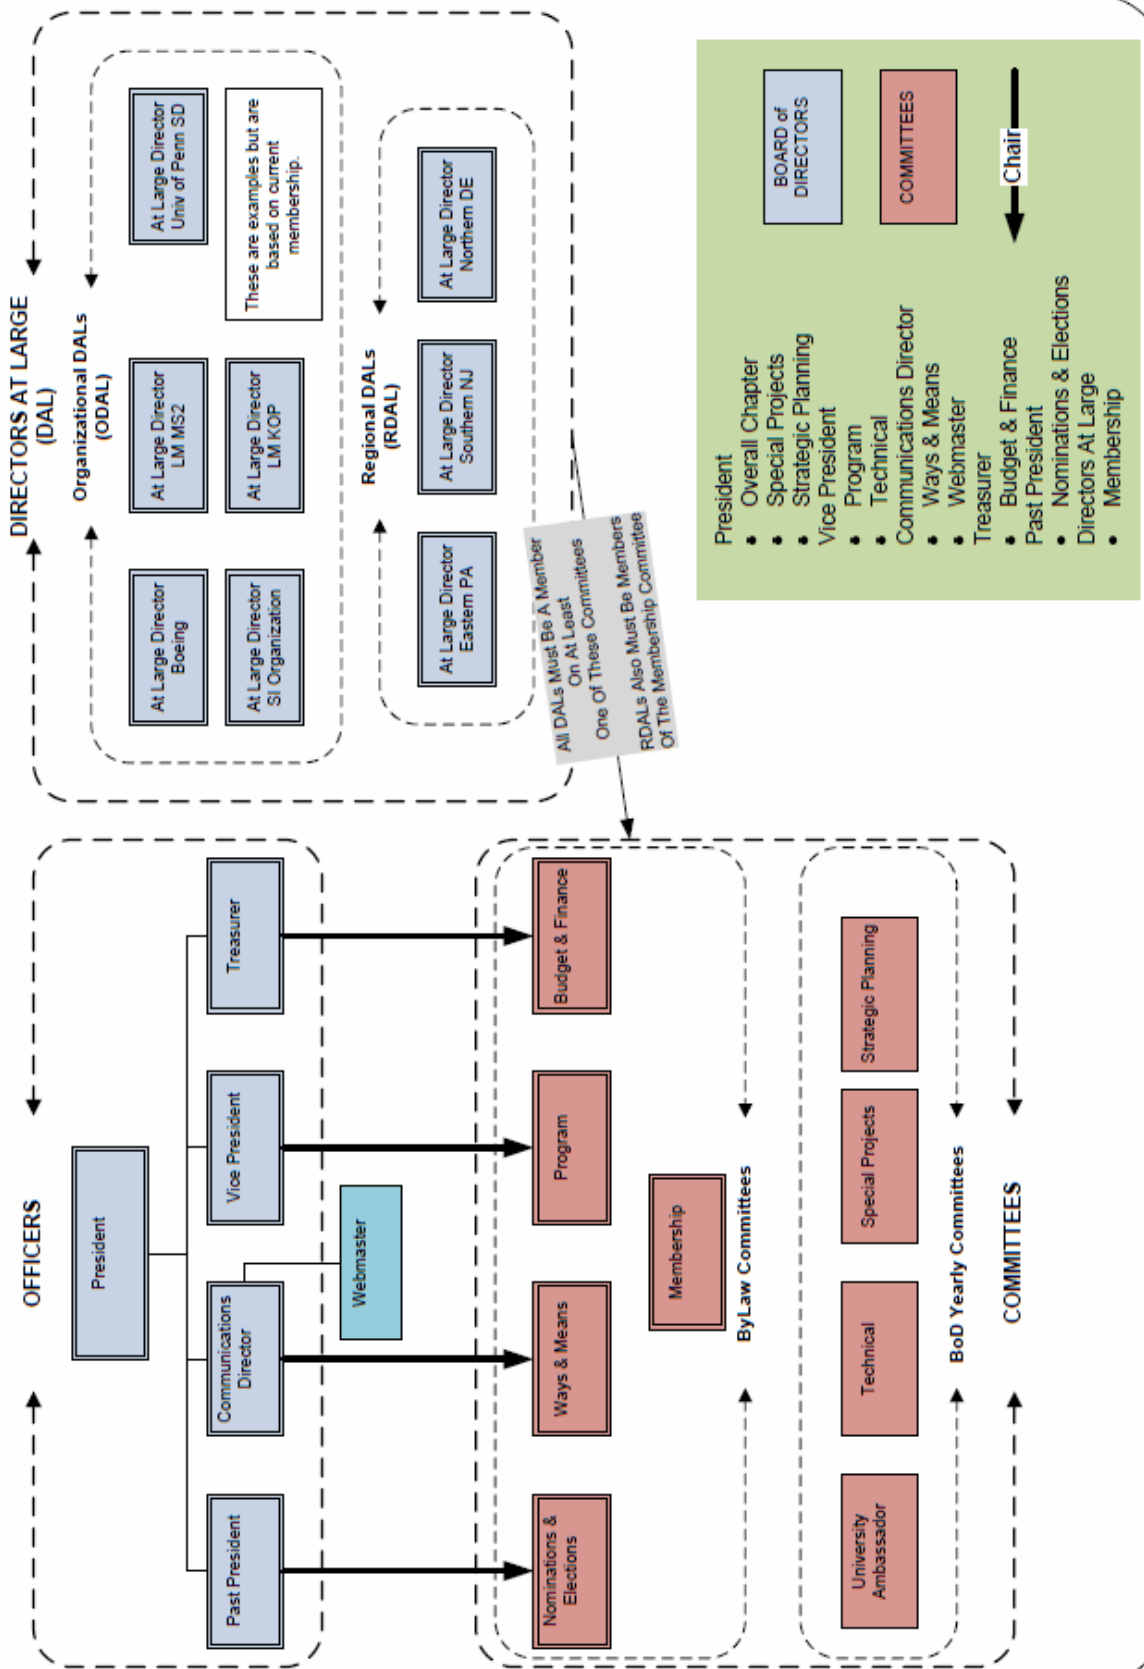 OFFICERS
President
Past President
Communications
Director
Vice President
Treasurer
Webmaster
Nominations &
Elections
Ways & Means
Program
Budget & Finance
Membership
ByLaw Committees
University
Ambassador
Technical
Special Projects
Strategic Planning
BoD Yearly Committees
COMMITTEES
DIRECTORS AT LARGE
(DAL)
Organizational DALs
(ODAL)
At Large Director
Boeing
At Large Director
LM MS2
At Large Director
Univ of Penn SD
At Large Director
SI Organization
At Large Director
LM KOP
These are examples but are
based on current
membership.
Regional DALs
(RDAL)
At Large Director
Eastern PA
At Large Director
Southern NJ
At Large Director
Northern DE
All DALs Must Be A Member
On At Least
One Of These Committees
RDALs Also Must Be Members
Of The Membership Committee
President
• Overall Chapter
• Special Projects
• Strategic Planning
Vice President
• Program
• Technical
Communications Director
• Ways & Means
• Webmaster
Treasurer
• Budget & Finance
Past President
• Nominations & Elections
Directors At Large
• Membership
BOARD of
DIRECTORS
COMMITTEES
Chair